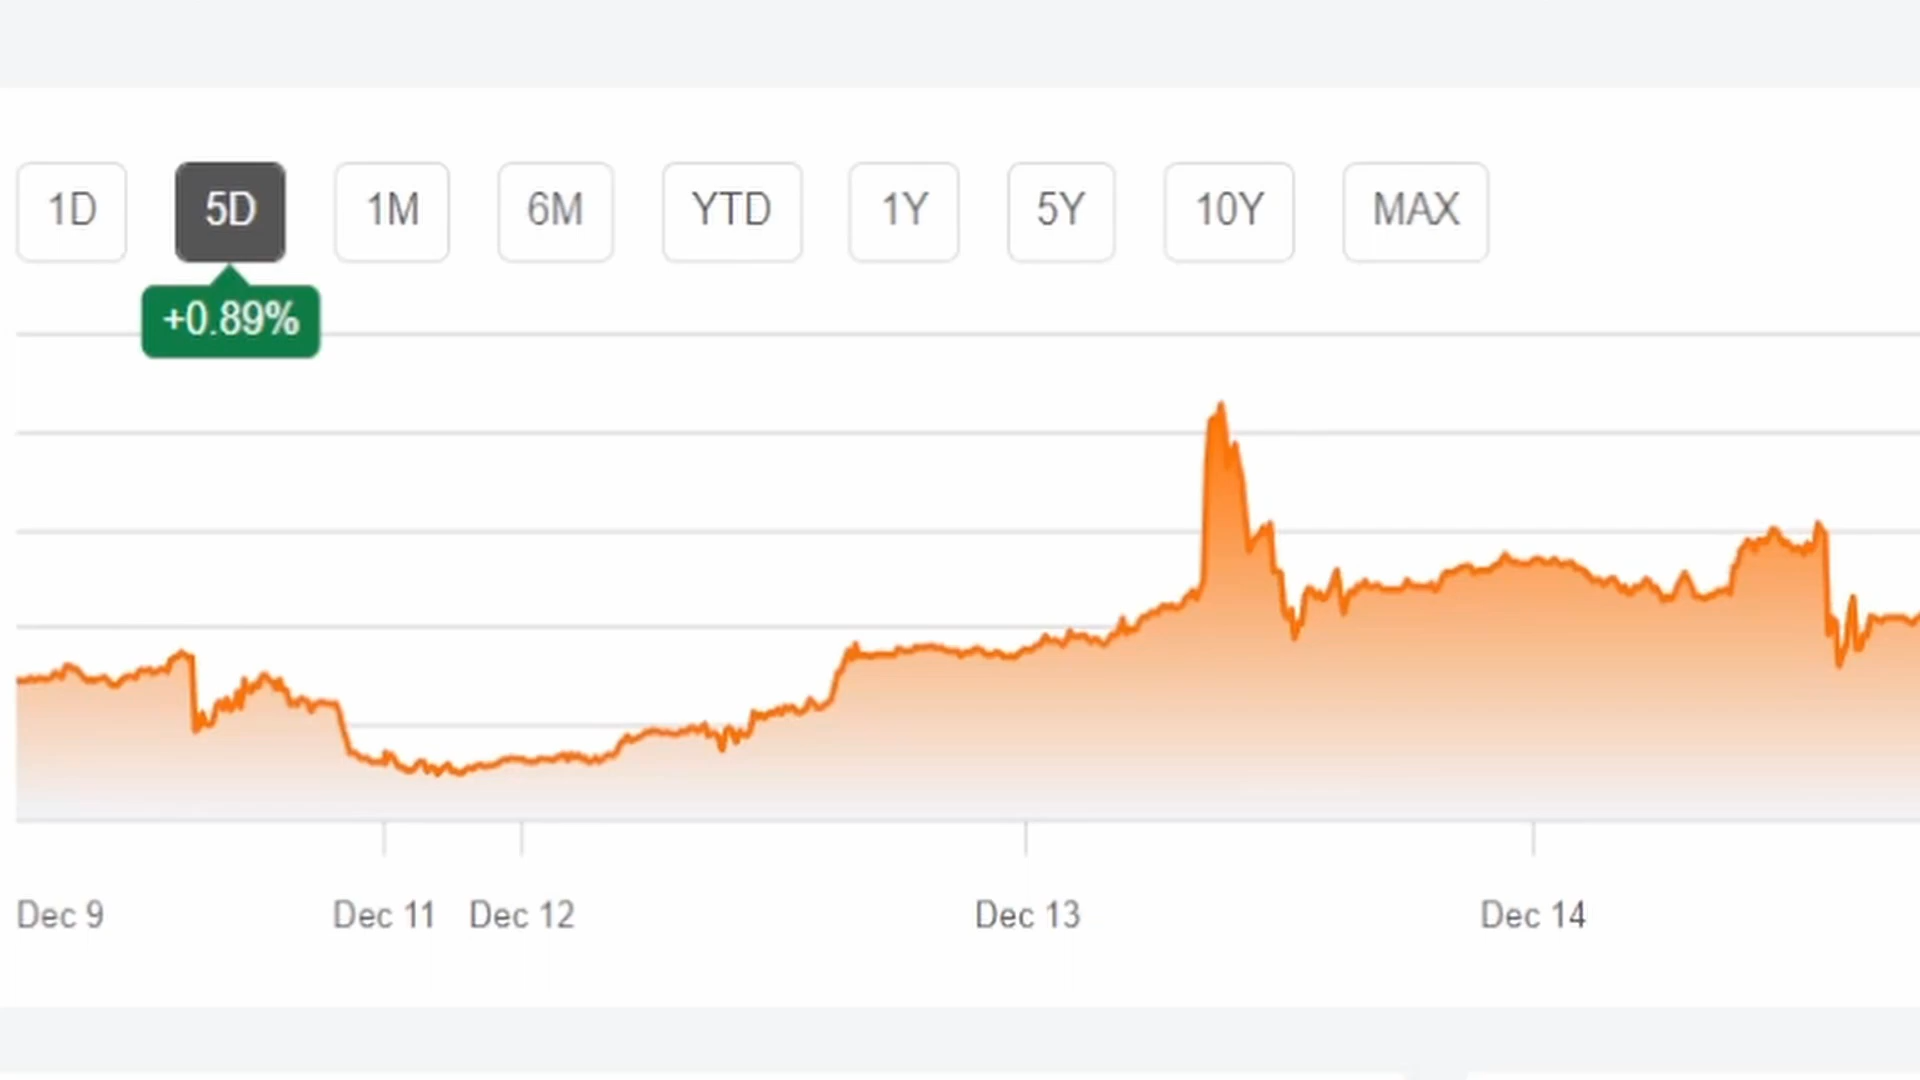 1D 5D 1M 6M YTD 1Y 5Y 10Y MAX
+0.89%
Dec 9 Dec 11 Dec 12 Dec 13 Dec 14